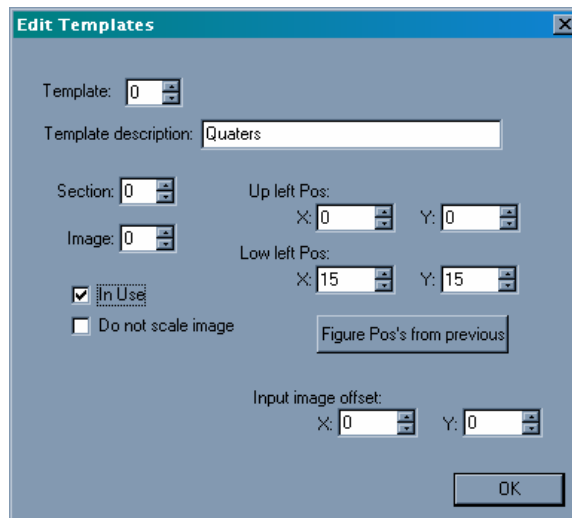 Edit Templates
Template: 0
Template description: Quaters
Section: 0
Up left Pos:
X: 0 Y: 0
Image: 0
Low left Pos:
X: 15 Y: 15
In Use
Do not scale image
Figure Pos's from previous
Input image offset:
X: 0 Y: 0
OK